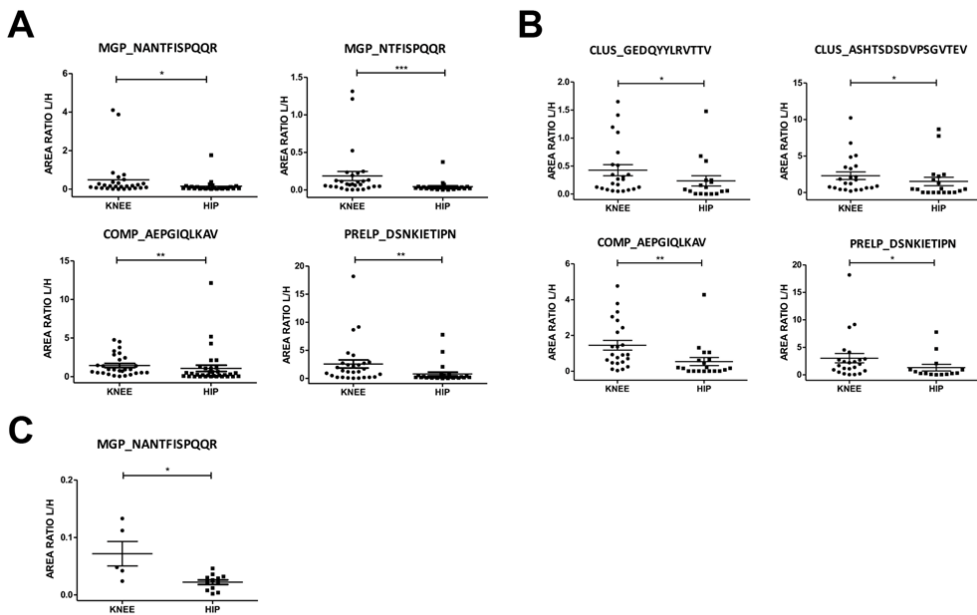 A
MGP_NANTFISPQQR
AREA RATIO L/H
6
4
2
0
*
KNEE
HIP
MGP_NTFISPQQR
AREA RATIO L/H
1.5
1.0
0.5
0.0
***
KNEE
HIP
COMP_AEPGIQLKAV
AREA RATIO L/H
15
10
5
0
**
KNEE
HIP
PRELP_DSNKIETIPN
AREA RATIO L/H
20
15
10
5
0
**
KNEE
HIP
B
CLUS_GEDQYYLRVTTV
AREA RATIO L/H
2.0
1.5
1.0
0.5
0.0
*
KNEE
HIP
CLUS_ASHTSDSDVPSGVTEV
AREA RATIO L/H
15
10
5
0
*
KNEE
HIP
COMP_AEPGIQLKAV
AREA RATIO L/H
6
4
2
0
**
KNEE
HIP
PRELP_DSNKIETIPN
AREA RATIO L/H
20
15
10
5
0
*
KNEE
HIP
C
MGP_NANTFISPQQR
AREA RATIO L/H
0.2
0.1
0.0
*
KNEE
HIP